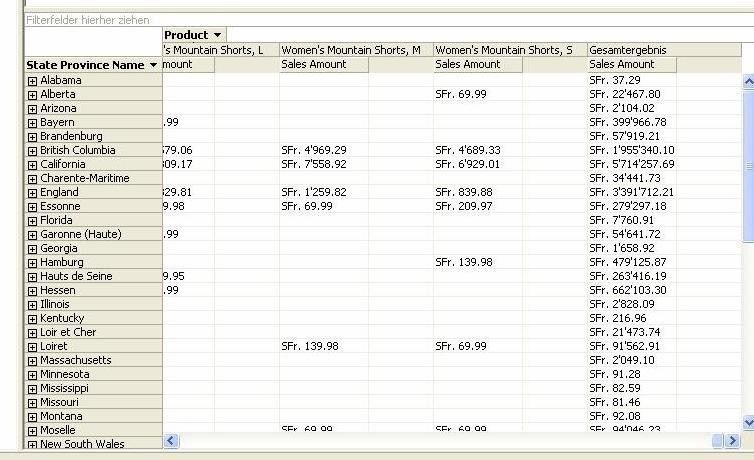 Filterfelder hierher ziehen
Product
's Mountain Shorts, L Women's Mountain Shorts, M Women's Mountain Shorts, S Gesamtergebnis
State Province Name mount Sales Amount Sales Amount Sales Amount
Alabama SFr. 37.29
Alberta SFr. 69.99 SFr. 22'467.80
Arizona SFr. 2'104.02
Bayern .99 SFr. 399'966.78
Brandenburg SFr. 57'919.21
British Columbia 579.06 SFr. 4'969.29 SFr. 4'689.33 SFr. 1'955'340.10
California 309.17 SFr. 7'558.92 SFr. 6'929.01 SFr. 5'714'257.69
Charente-Maritime SFr. 34'441.73
England 329.81 SFr. 1'259.82 SFr. 839.88 SFr. 3'391'712.21
Essonne 9.98 SFr. 69.99 SFr. 209.97 SFr. 279'297.18
Florida SFr. 7'760.91
Garonne (Haute) .99 SFr. 54'641.72
Georgia SFr. 1'658.92
Hamburg SFr. 139.98 SFr. 479'125.87
Hauts de Seine 9.95 SFr. 263'416.19
Hessen .99 SFr. 662'103.30
Illinois SFr. 2'828.09
Kentucky SFr. 216.96
Loir et Cher SFr. 21'473.74
Loiret SFr. 139.98 SFr. 69.99 SFr. 91'562.91
Massachusetts SFr. 2'049.10
Minnesota SFr. 91.28
Mississippi SFr. 82.59
Missouri SFr. 81.46
Montana SFr. 92.08
Moselle SFr. 69.99 SFr. 69.99 SFr. 94'046.23
New South Wales